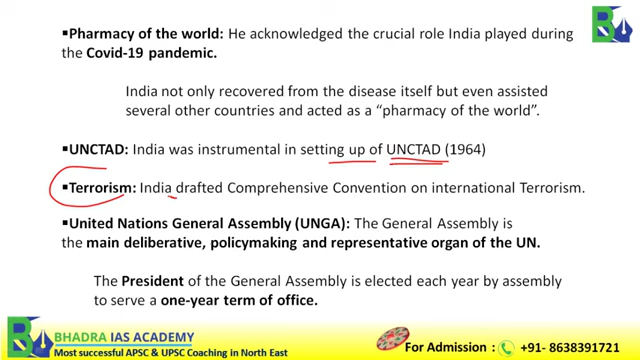 ▪Pharmacy of the world: He acknowledged the crucial role India played during
the Covid-19 pandemic.
India not only recovered from the disease itself but even assisted
several other countries and acted as a “pharmacy of the world”.
▪UNCTAD: India was instrumental in setting up of UNCTAD (1964)
▪Terrorism: India drafted Comprehensive Convention on international Terrorism.
▪United Nations General Assembly (UNGA): The General Assembly is
the main deliberative, policymaking and representative organ of the UN.
The President of the General Assembly is elected each year by assembly
to serve a one-year term of office.
BHADRA IAS ACADEMY
Most successful APSC & UPSC Coaching in North East
For Admission : +91- 8638391721